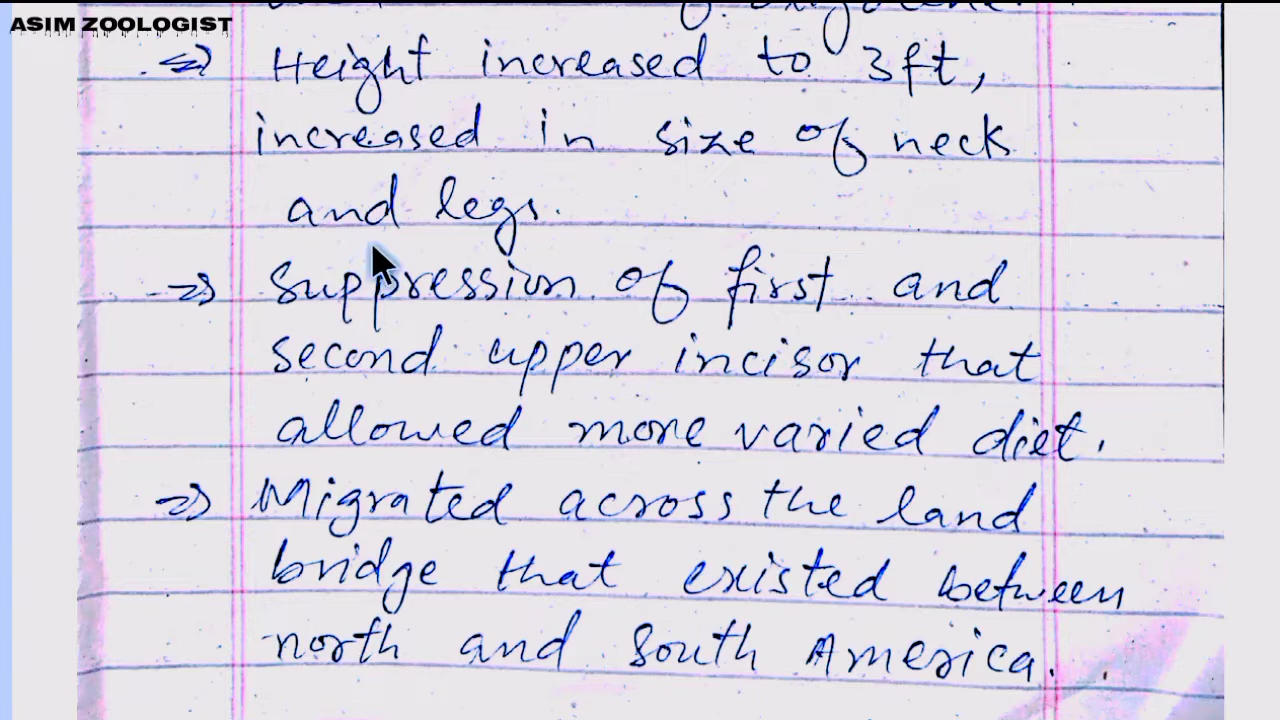 ASIM ZOOLOGIST
⇒ Height increased to 3ft,
increased in size of neck
and legs.
⇒ Suppression of first and
second upper incisor that
allowed more varied diet.
⇒ Migrated across the land
bridge that existed between
north and South America.